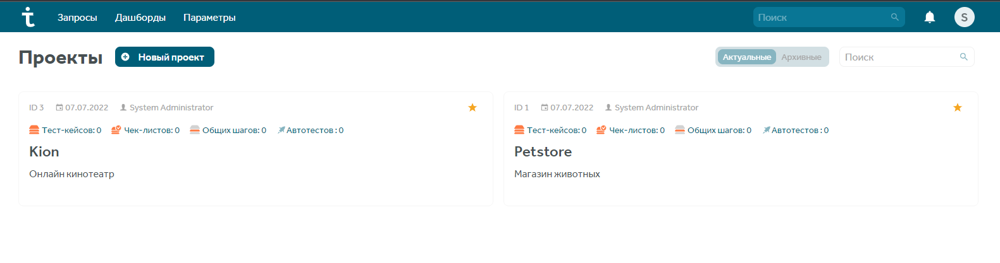 Запросы Дашборды Параметры Поиск S
Проекты Новый проект Актуальные Архивные Поиск
ID 3 07.07.2022 System Administrator
Тест-кейсов: 0 Чек-листов: 0 Общих шагов: 0 Автотестов : 0
Kion
Онлайн кинотеатр
ID 1 07.07.2022 System Administrator
Тест-кейсов: 0 Чек-листов: 0 Общих шагов: 0 Автотестов : 0
Petstore
Магазин животных